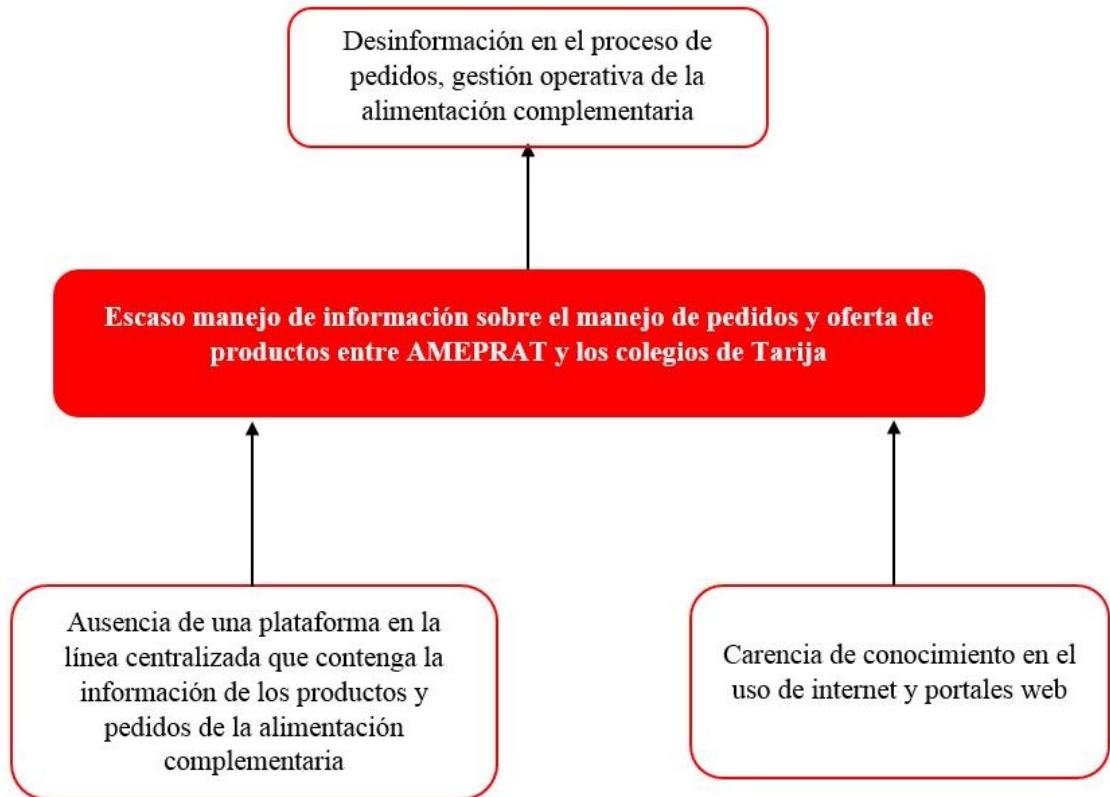 Desinformación en el proceso de
pedidos, gestión operativa de la
alimentación complementaria
Escaso manejo de información sobre el manejo de pedidos y oferta de
productos entre AMEPRAT y los colegios de Tarija
Ausencia de una plataforma en la
línea centralizada que contenga la
información de los productos y
pedidos de la alimentación
complementaria
Carencia de conocimiento en el
uso de internet y portales web